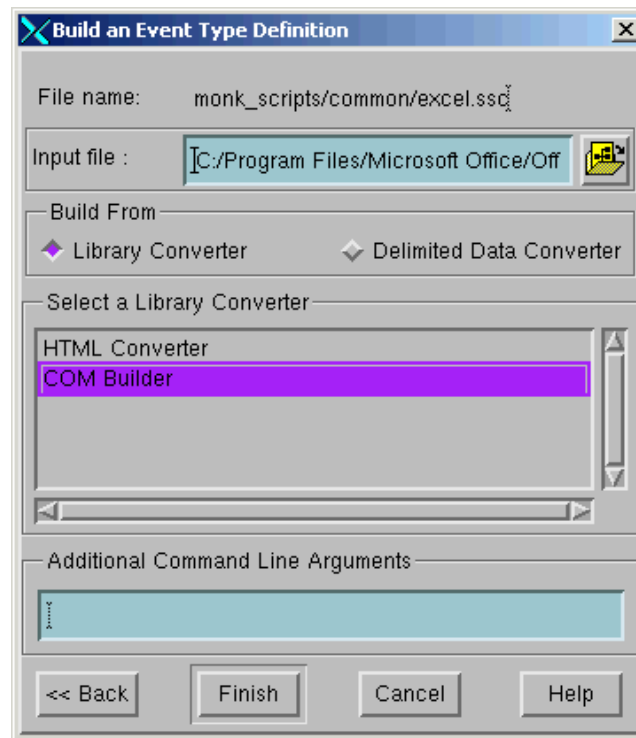 Build an Event Type Definition
File name: monk_scripts/common/excel.ssc
Input file : C:/Program Files/Microsoft Office/Off
Build From
Library Converter Delimited Data Converter
Select a Library Converter
HTML Converter
COM Builder
Additional Command Line Arguments
<< Back Finish Cancel Help